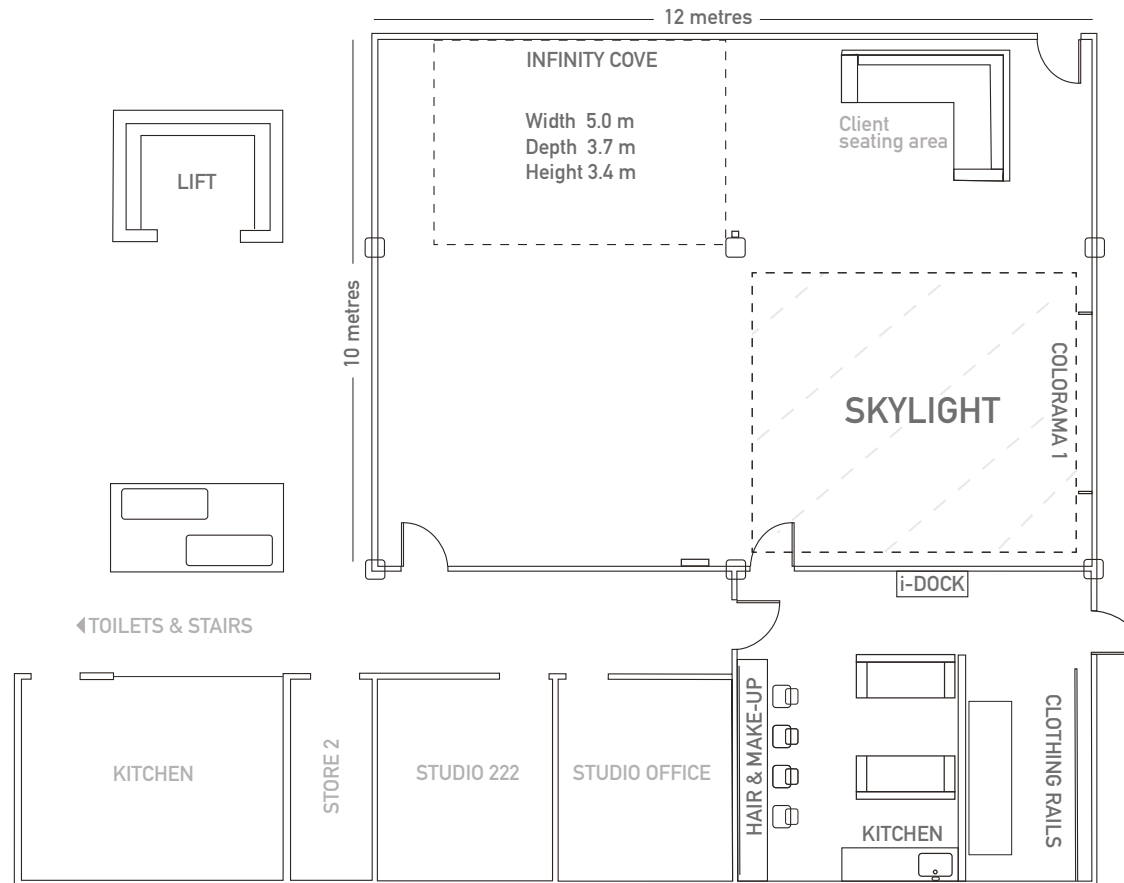 12 metres
INFINITY COVE
Width 5.0 m
Depth 3.7 m
Height 3.4 m
Client
seating area
LIFT
10 metres
SKYLIGHT
COLORAMA 1
i-DOCK
TOILETS & STAIRS
KITCHEN
STORE 2
STUDIO 222
STUDIO OFFICE
HAIR & MAKE-UP
KITCHEN
CLOTHING RAILS